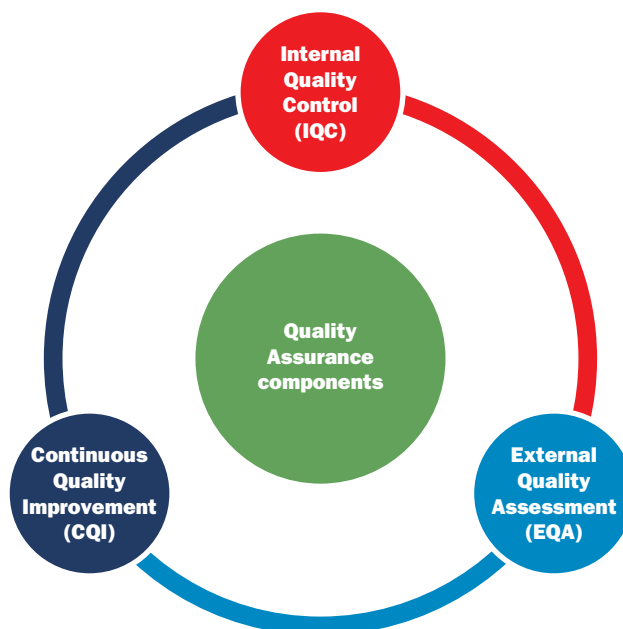 Internal
Quality
Control
(IQC)
Quality
Assurance
components
Continuous
Quality
Improvement
(CQI)
External
Quality
Assessment
(EQA)